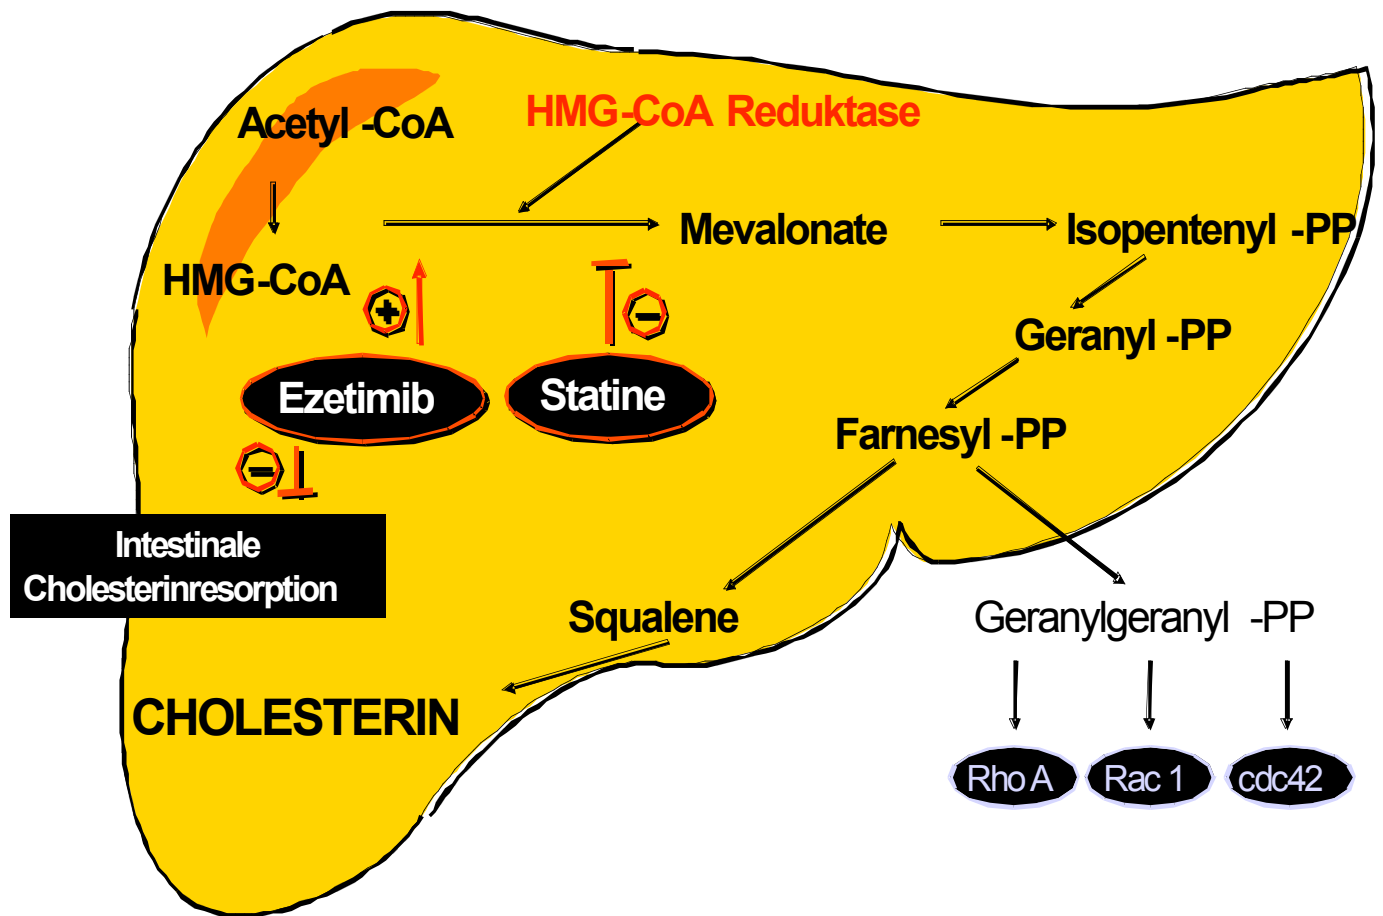 Acetyl -CoA
HMG-CoA Reduktase
Mevalonate
Isopentenyl -PP
HMG-CoA
+
−
Geranyl -PP
Ezetimib
Statine
Farnesyl -PP
−
Intestinale
Cholesterinresorption
Squalene
Geranylgeranyl -PP
CHOLESTERIN
Rho A
Rac 1
cdc42